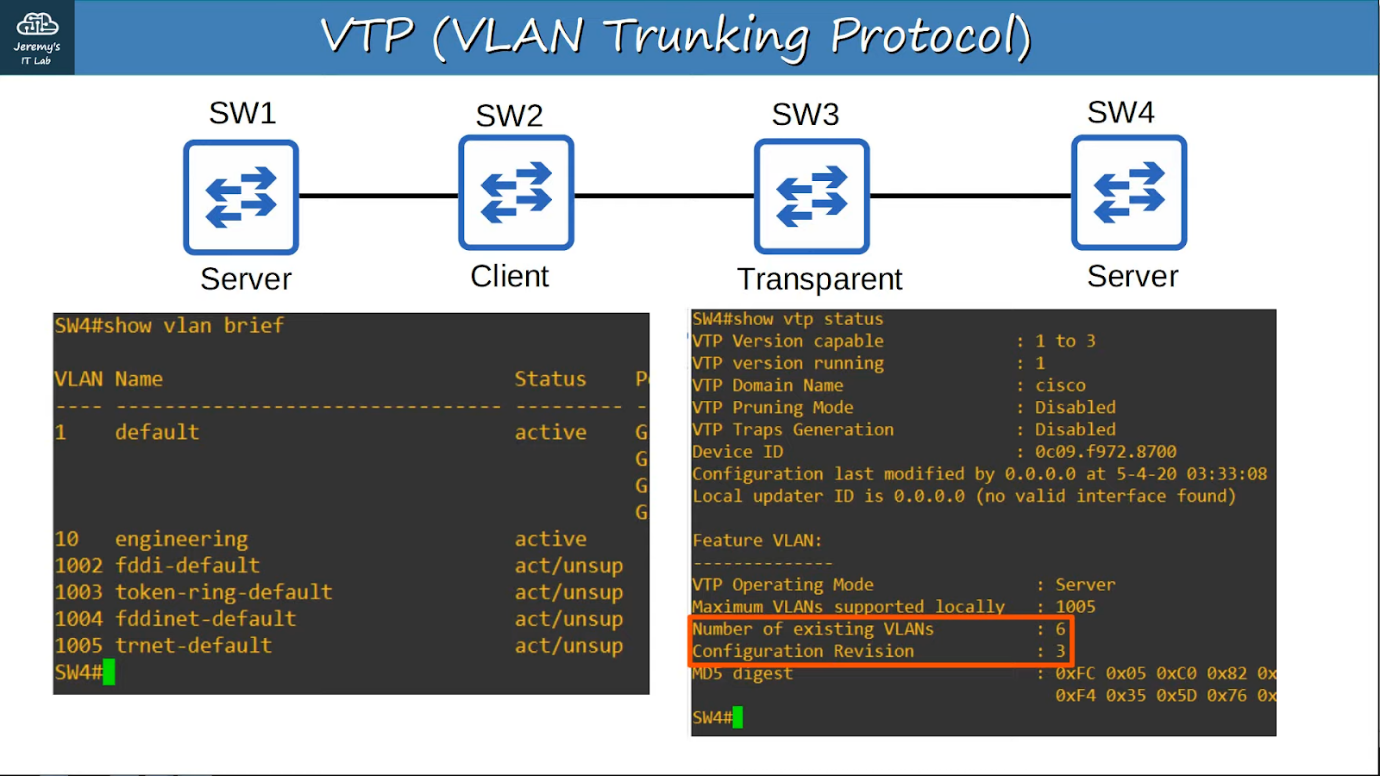 Jeremy's
IT Lab
VTP (VLAN Trunking Protocol)
SW1
SW2
SW3
SW4
Server
Client
Transparent
Server
SW4#show vlan brief
VLAN Name Status
---- -------------------------------- --------- -
1 default active G
G
G
G
10 engineering active
1002 fddi-default act/unsup
1003 token-ring-default act/unsup
1004 fddinet-default act/unsup
1005 trnet-default act/unsup
SW4#
SW4#show vtp status
VTP Version capable : 1 to 3
VTP version running : 1
VTP Domain Name : cisco
VTP Pruning Mode : Disabled
VTP Traps Generation : Disabled
Device ID : 0c09.f972.8700
Configuration last modified by 0.0.0.0 at 5-4-20 03:33:08
Local updater ID is 0.0.0.0 (no valid interface found)
Feature VLAN:
--------------
VTP Operating Mode : Server
Maximum VLANs supported locally : 1005
Number of existing VLANs : 6
Configuration Revision : 3
MD5 digest : 0xFC 0x05 0xC0 0x82 0x
0xF4 0x35 0x5D 0x76 0x
SW4#